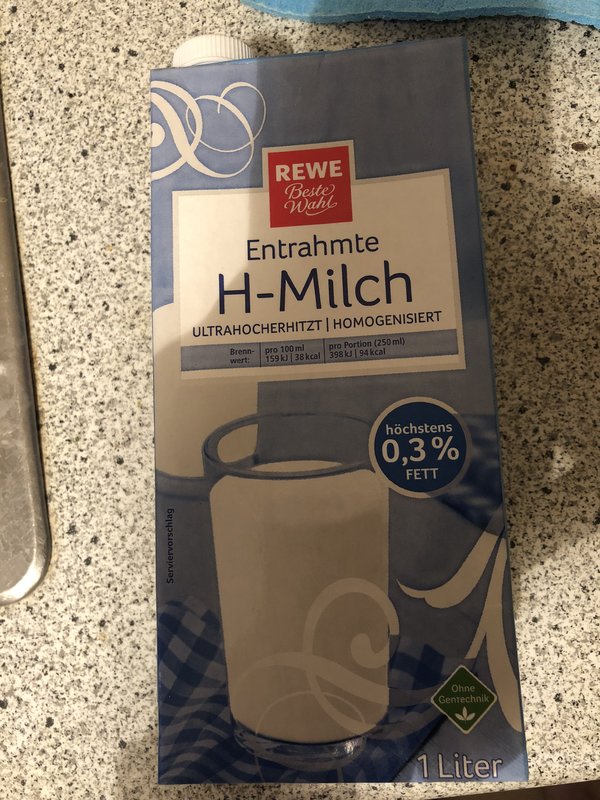 REWE
Beste
Wahl
Entrahmte
H-Milch
ULTRAHOCHERHITZT | HOMOGENISIERT
Brenn-
wert:
pro 100 ml
159 kJ | 38 kcal
pro Portion (250 ml)
398 kJ | 94 kcal
höchstens
0,3%
FETT
Serviervorschlag
Ohne
Gentechnik
1 Liter